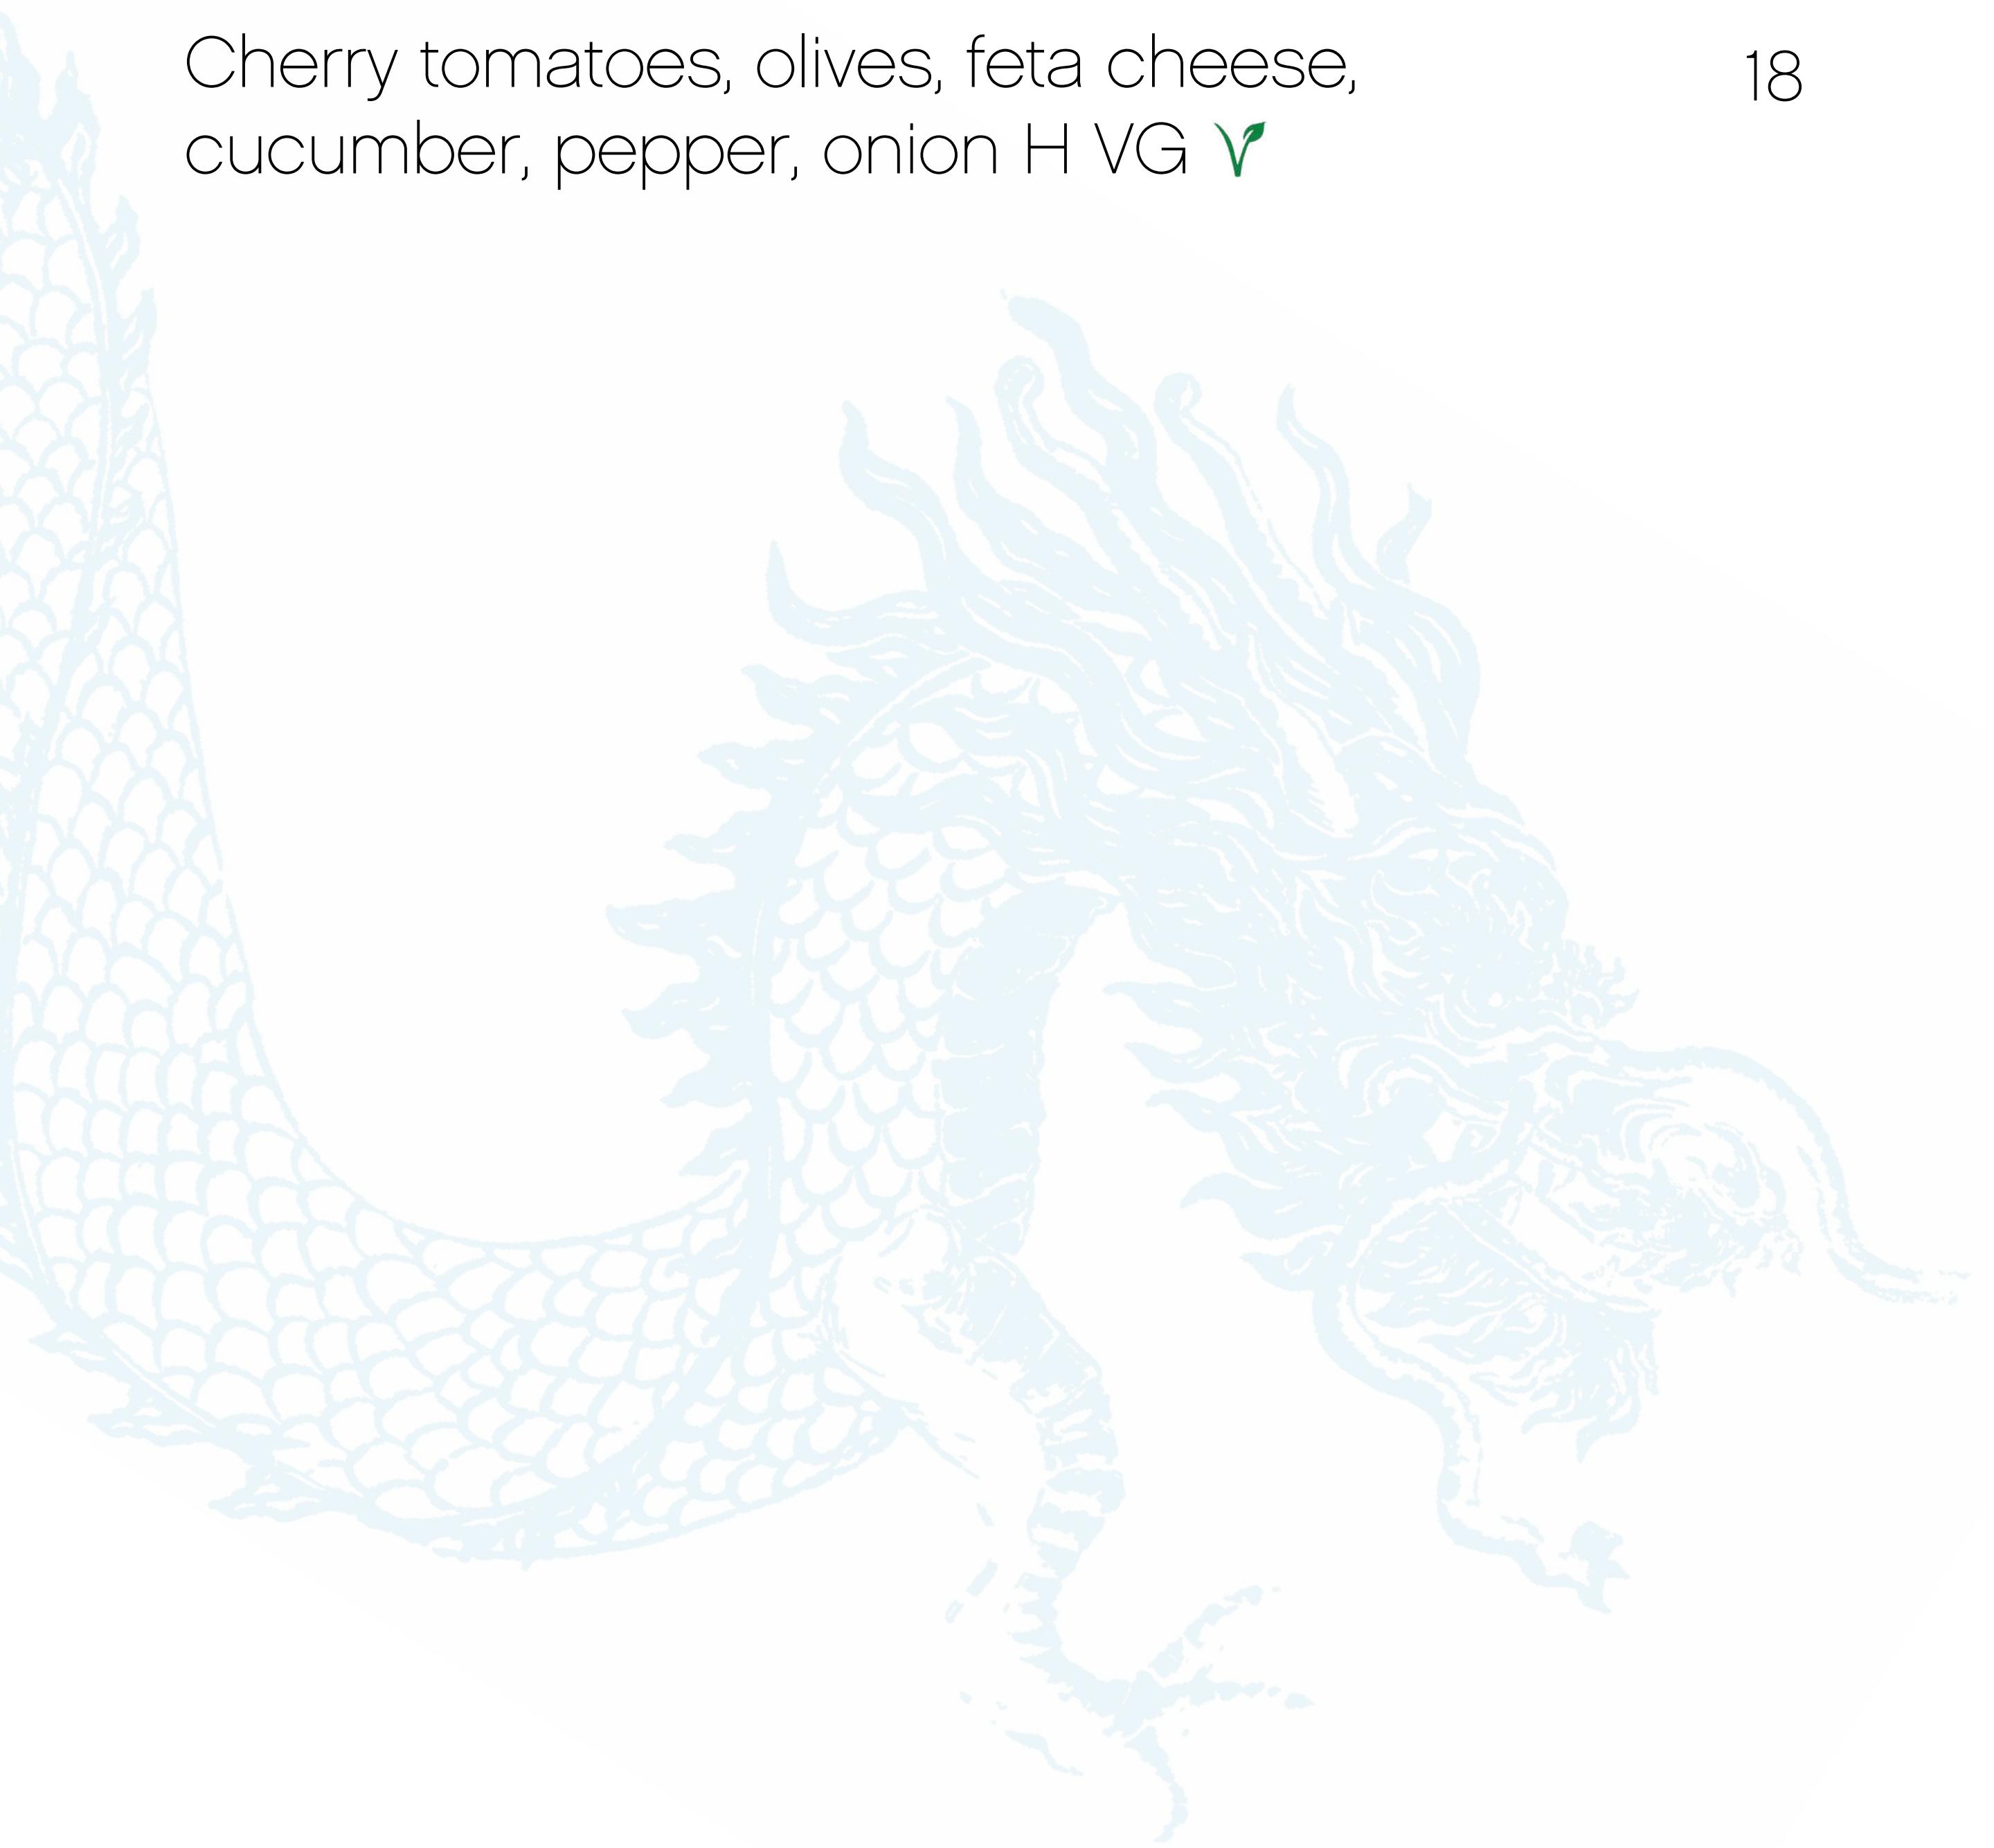 Cherry tomatoes, olives, feta cheese, 18
cucumber, pepper, onion H VG V